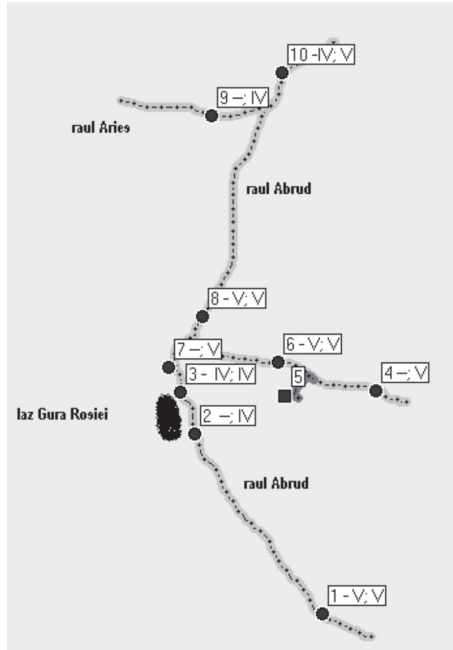 10 -IV; V
9 –; IV
raul Aries
raul Abrud
8 - V; V
7 –; V
6 - V; V
3 - IV; IV
5
4 –; V
laz Gura Rosiei
2 –; IV
raul Abrud
1 - V; V